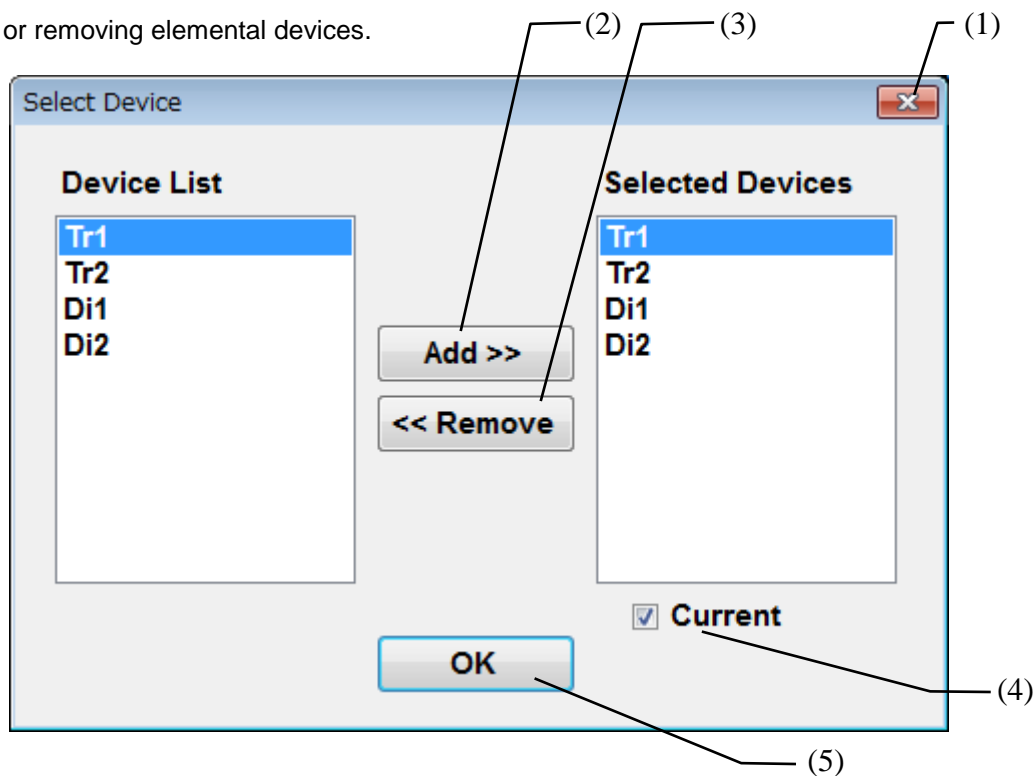 (2) (3) (1)
or removing elemental devices.
Select Device
Device List Selected Devices
Tr1 Tr1
Tr2 Tr2
Di1 Di1
Di2 Di2
Add >>
<< Remove
Current
OK
(4)
(5)